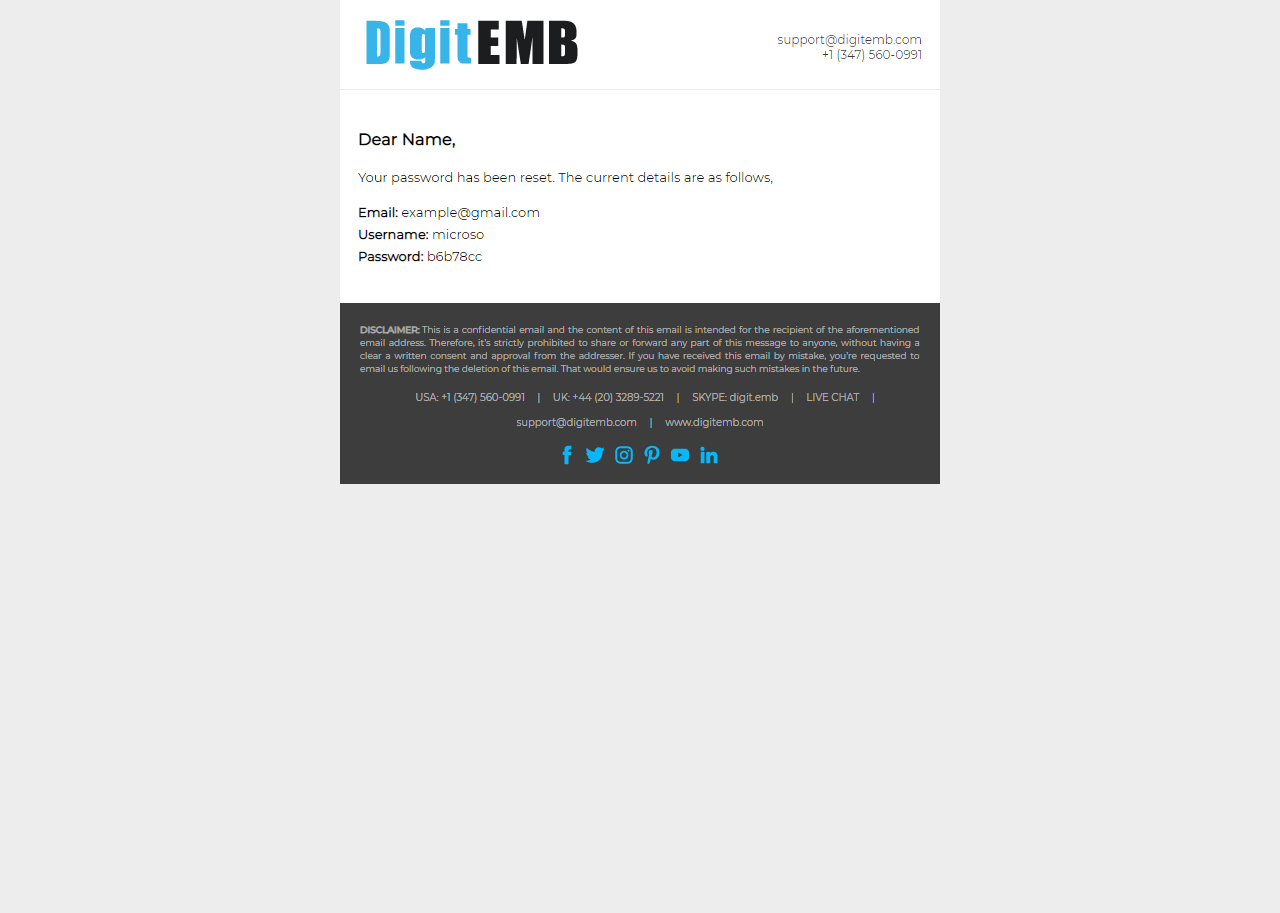 DigitEMB
support@digitemb.com
+1 (347) 560-0991
Dear Name,
Your password has been reset. The current details are as follows,
Email: example@gmail.com
Username: microso
Password: b6b78cc
DISCLAIMER: This is a confidential email and the content of this email is intended for the recipient of the aforementioned
email address. Therefore, it's strictly prohibited to share or forward any part of this message to anyone, without having a
clear a written consent and approval from the addresser. If you have received this email by mistake, you're requested to
email us following the deletion of this email. That would ensure us to avoid making such mistakes in the future.
USA: +1 (347) 560-0991 | UK: +44 (20) 3289-5221 | SKYPE: digit.emb | LIVE CHAT |
support@digitemb.com | www.digitemb.com